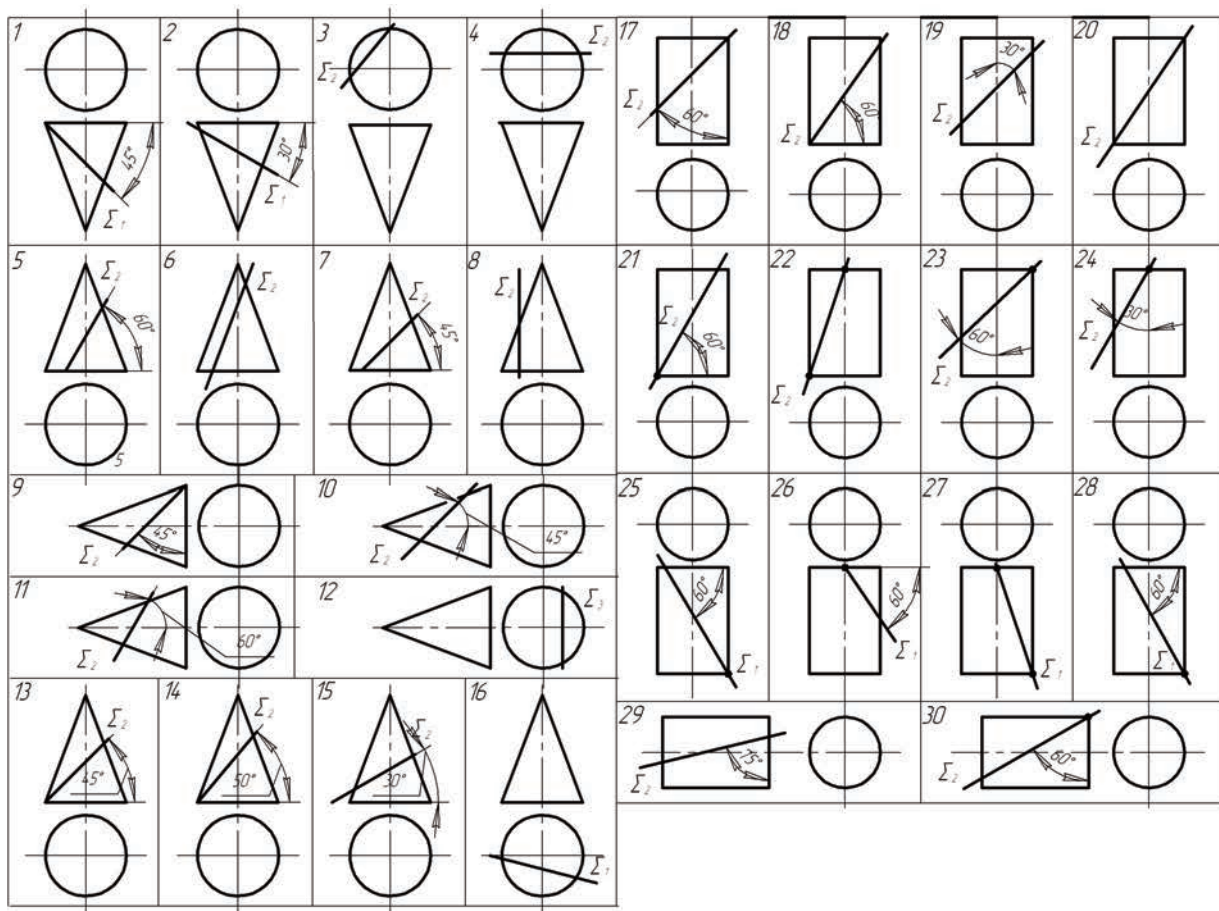 1 45° Σ₁
2 30° Σ₁
3 Σ₂
4 Σ₂
5 Σ₂ 60° 5
6 Σ₂
7 Σ₂ 45°
8 Σ₂
9 45° Σ₂
10 45° Σ₂
11 60° Σ₂
12 Σ₃
13 Σ₂ 45°
14 Σ₂ 50°
15 Σ₂ 30°
16 Σ₁
17 Σ₂ 60°
18 60° Σ₂
19 30° Σ₂
20 Σ₂
21 Σ₂ 60°
22 Σ₂
23 60° Σ₂
24 30° Σ₂
25 60° Σ₁
26 60° Σ₁
27 Σ₁
28 60° Σ₁
29 75° Σ₂
30 60° Σ₂